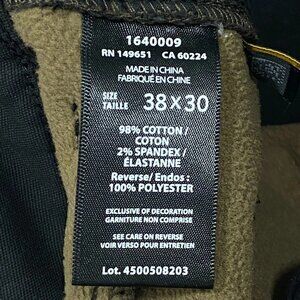 1640009
RN 149651 CA 60224
MADE IN CHINA
FABRIQUÉ EN CHINE
SIZE
TAILLE 38 X 30
98% COTTON /
COTON
2% SPANDEX/
ÉLASTANNE
Reverse/ Endos :
100% POLYESTER
EXCLUSIVE OF DECORATION
GARNITURE NON COMPRISE
SEE CARE ON REVERSE
VOIR VERSO POUR ENTRETIEN
Lot. 4500508203